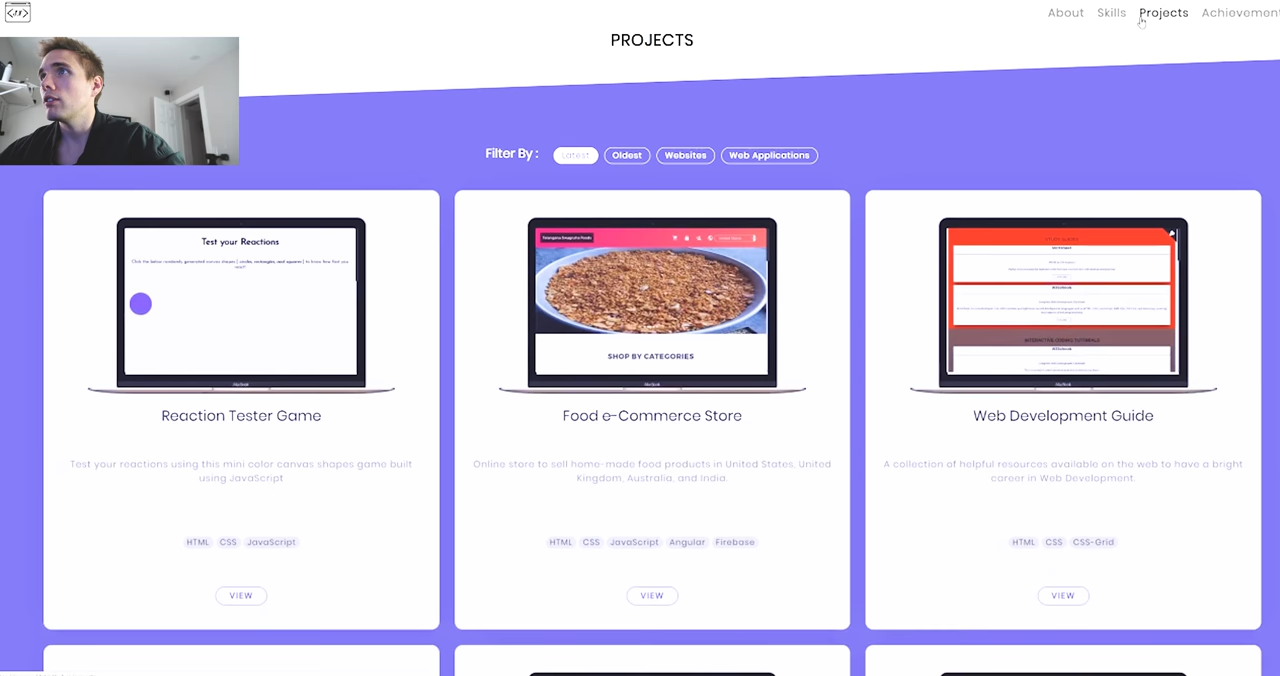 About Skills Projects Achievement
PROJECTS
Filter By : Latest Oldest Websites Web Applications
Test your Reactions
SHOP BY CATEGORIES
Reaction Tester Game
Food e-Commerce Store
Web Development Guide
Test your reactions using this mini color canvas shapes game built
using JavaScript
Online store to sell home-made food products in United States, United
Kingdom, Australia, and India.
A collection of helpful resources available on the web to have a bright
career in Web Development.
HTML CSS JavaScript
HTML CSS JavaScript Angular Firebase
HTML CSS CSS-Grid
VIEW
VIEW
VIEW